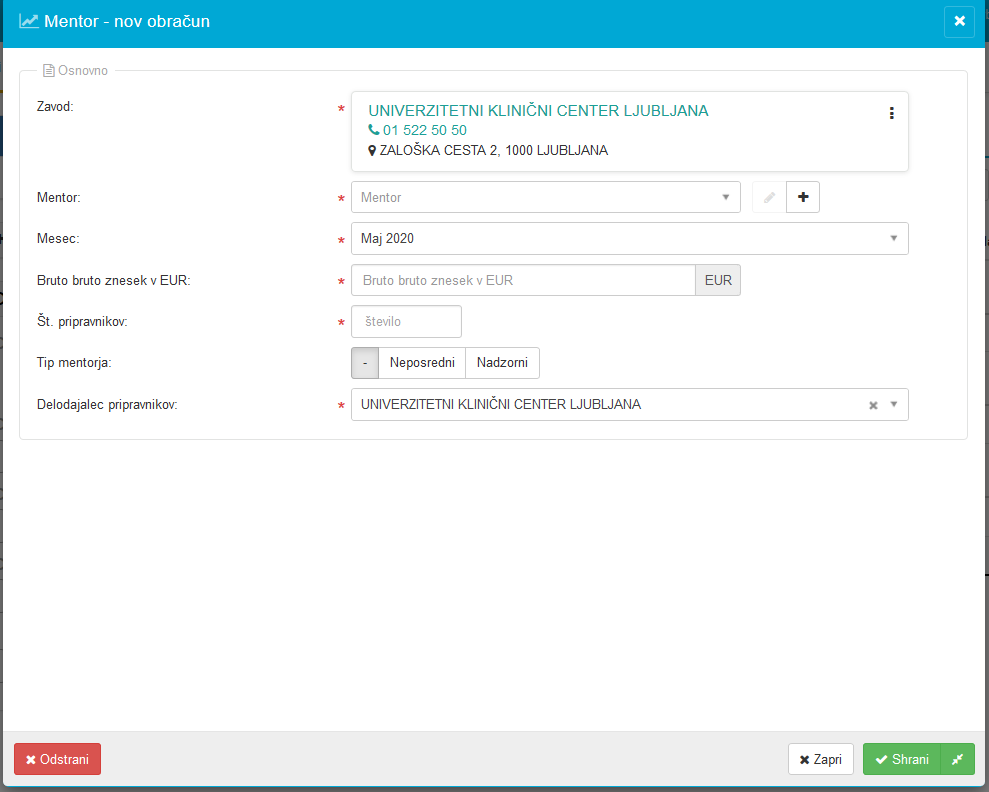 Mentor - nov obračun
Osnovno
Zavod:
*
UNIVERZITETNI KLINIČNI CENTER LJUBLJANA
01 522 50 50
ZALOŠKA CESTA 2, 1000 LJUBLJANA
Mentor: * Mentor
Mesec: * Maj 2020
Bruto bruto znesek v EUR: * Bruto bruto znesek v EUR EUR
Št. pripravnikov: * število
Tip mentorja: - Neposredni Nadzorni
Delodajalec pripravnikov: * UNIVERZITETNI KLINIČNI CENTER LJUBLJANA
Odstrani Zapri Shrani